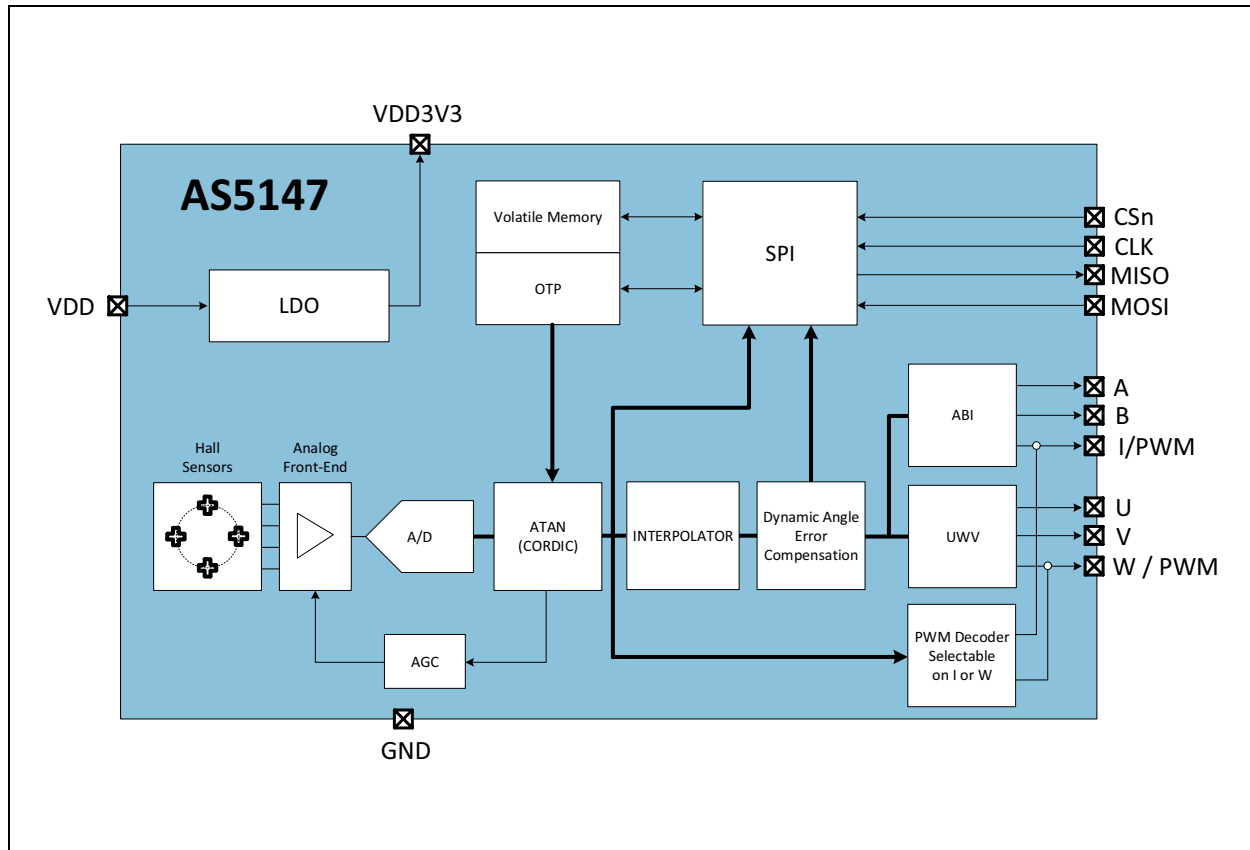 VDD3V3
AS5147
Volatile Memory
OTP
SPI
CSn
CLK
MISO
MOSI
VDD
LDO
A
B
I/PWM
ABI
Hall
Sensors
Analog
Front-End
A/D
ATAN
(CORDIC)
INTERPOLATOR
Dynamic Angle
Error
Compensation
UWV
U
V
W / PWM
AGC
PWM Decoder
Selectable
on I or W
GND